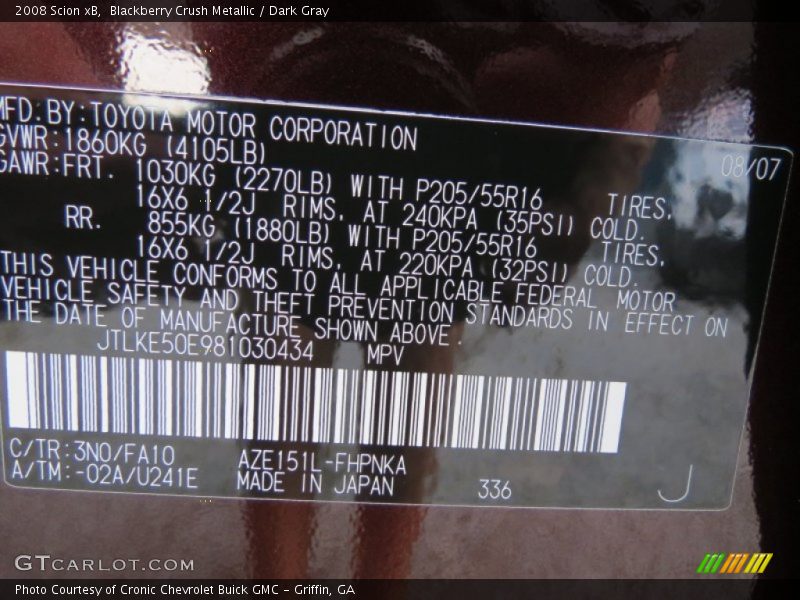 2008 Scion xB,  Blackberry Crush Metallic / Dark Gray
MFD.BY:TOYOTA MOTOR CORPORATION
08/07
GVWR:1860KG (4105LB)
GAWR:FRT. 1030KG (2270LB) WITH P205/55R16 TIRES,
16X6 1/2J RIMS, AT 240KPA (35PSI) COLD.
RR. 855KG (1880LB) WITH P205/55R16 TIRES,
16X6 1/2J RIMS, AT 220KPA (32PSI) COLD.
THIS VEHICLE CONFORMS TO ALL APPLICABLE FEDERAL MOTOR
VEHICLE SAFETY AND THEFT PREVENTION STANDARDS IN EFFECT ON
THE DATE OF MANUFACTURE SHOWN ABOVE.
JTLKE50E981030434 MPV
C/TR:3N0/FA10 AZE151L-FHPNKA
A/TM:-02A/U241E MADE IN JAPAN 336 J
GTCARLOT.COM
Photo Courtesy of Cronic Chevrolet Buick GMC - Griffin, GA